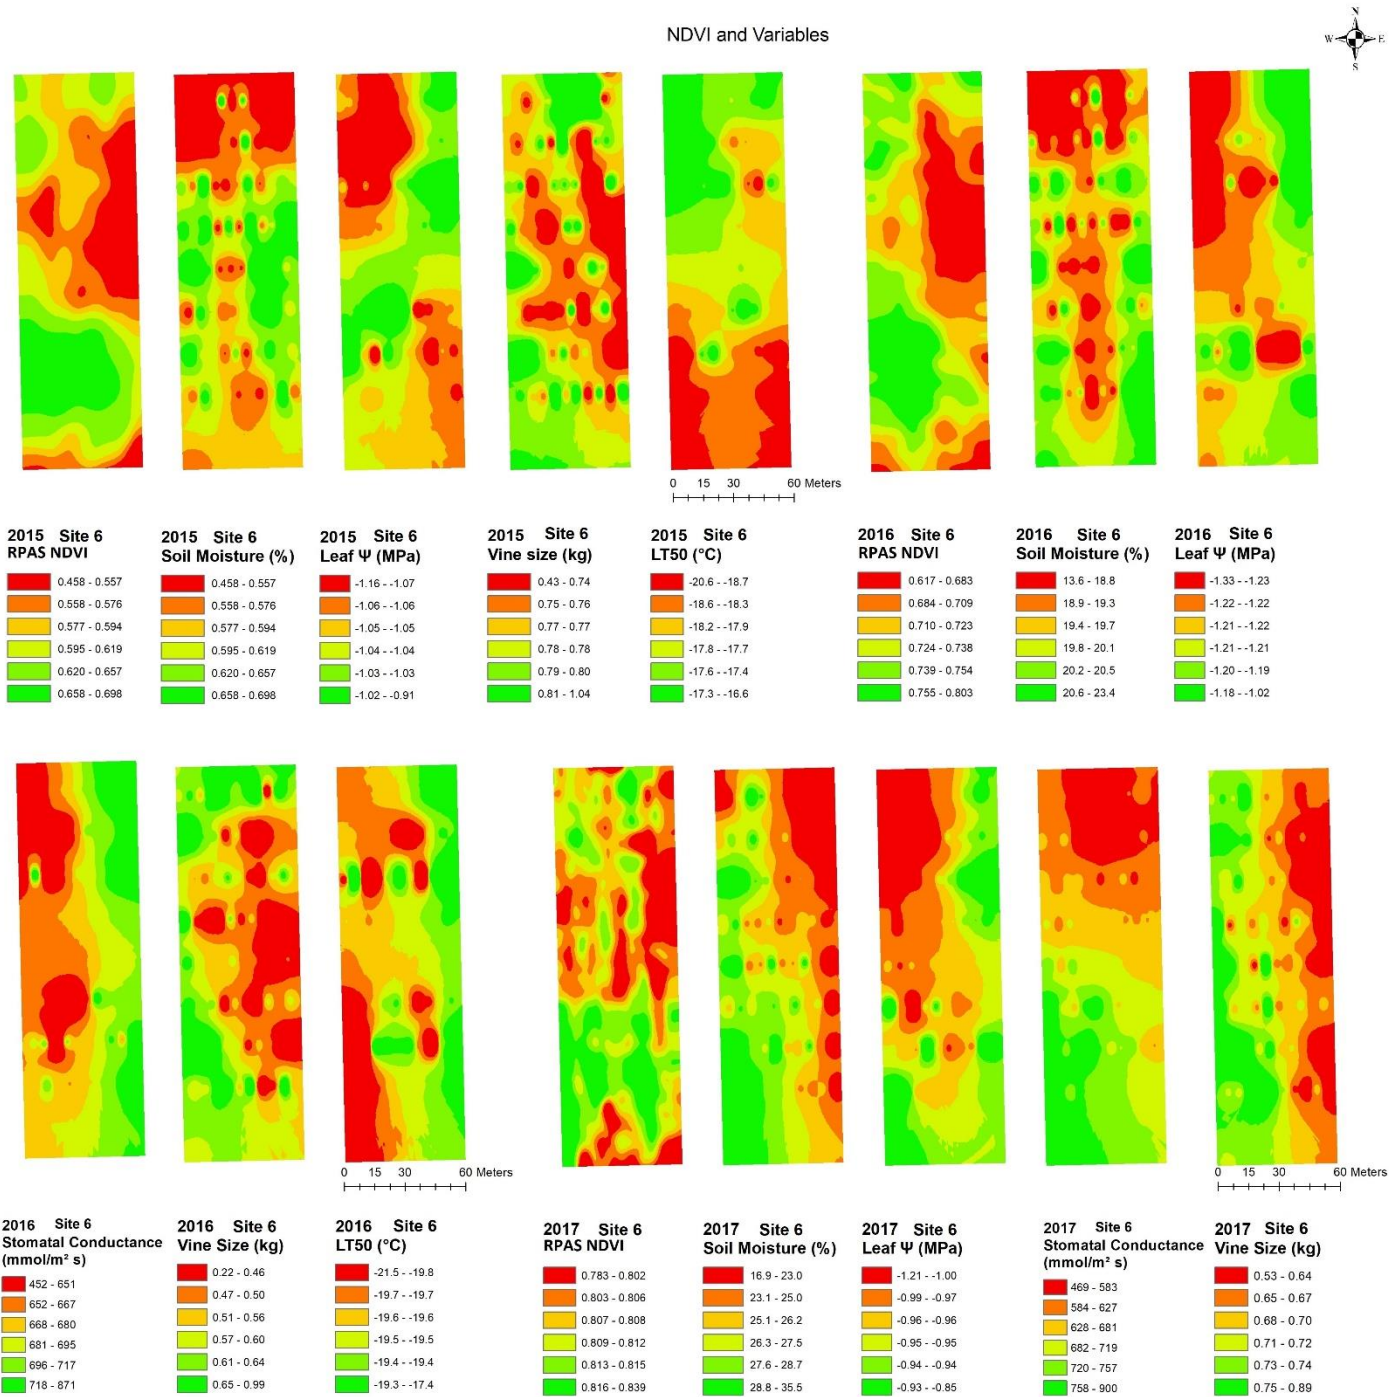 NDVI and Variables
N
W E
S
0 15 30 60 Meters
2015 Site 6
RPAS NDVI
0.458 - 0.557
0.558 - 0.576
0.577 - 0.594
0.595 - 0.619
0.620 - 0.657
0.658 - 0.698
2015 Site 6
Soil Moisture (%)
0.458 - 0.557
0.558 - 0.576
0.577 - 0.594
0.595 - 0.619
0.620 - 0.657
0.658 - 0.698
2015 Site 6
Leaf Ψ (MPa)
-1.16 - -1.07
-1.06 - -1.06
-1.05 - -1.05
-1.04 - -1.04
-1.03 - -1.03
-1.02 - -0.91
2015 Site 6
Vine size (kg)
0.43 - 0.74
0.75 - 0.76
0.77 - 0.77
0.78 - 0.78
0.79 - 0.80
0.81 - 1.04
2015 Site 6
LT50 (°C)
-20.6 - -18.7
-18.6 - -18.3
-18.2 - -17.9
-17.8 - -17.7
-17.6 - -17.4
-17.3 - -16.6
2016 Site 6
RPAS NDVI
0.617 - 0.683
0.684 - 0.709
0.710 - 0.723
0.724 - 0.738
0.739 - 0.754
0.755 - 0.803
2016 Site 6
Soil Moisture (%)
13.6 - 18.8
18.9 - 19.3
19.4 - 19.7
19.8 - 20.1
20.2 - 20.5
20.6 - 23.4
2016 Site 6
Leaf Ψ (MPa)
-1.33 - -1.23
-1.22 - -1.22
-1.21 - -1.22
-1.21 - -1.21
-1.20 - -1.19
-1.18 - -1.02
0 15 30 60 Meters
0 15 30 60 Meters
2016 Site 6
Stomatal Conductance
(mmol/m² s)
452 - 651
652 - 667
668 - 680
681 - 695
696 - 717
718 - 871
2016 Site 6
Vine Size (kg)
0.22 - 0.46
0.47 - 0.50
0.51 - 0.56
0.57 - 0.60
0.61 - 0.64
0.65 - 0.99
2016 Site 6
LT50 (°C)
-21.5 - -19.8
-19.7 - -19.7
-19.6 - -19.6
-19.5 - -19.5
-19.4 - -19.4
-19.3 - -17.4
2017 Site 6
RPAS NDVI
0.783 - 0.802
0.803 - 0.806
0.807 - 0.808
0.809 - 0.812
0.813 - 0.815
0.816 - 0.839
2017 Site 6
Soil Moisture (%)
16.9 - 23.0
23.1 - 25.0
25.1 - 26.2
26.3 - 27.5
27.6 - 28.7
28.8 - 35.5
2017 Site 6
Leaf Ψ (MPa)
-1.21 - -1.00
-0.99 - -0.97
-0.96 - -0.96
-0.95 - -0.95
-0.94 - -0.94
-0.93 - -0.85
2017 Site 6
Stomatal Conductance
(mmol/m² s)
469 - 583
584 - 627
628 - 681
682 - 719
720 - 757
758 - 900
2017 Site 6
Vine Size (kg)
0.53 - 0.64
0.65 - 0.67
0.68 - 0.70
0.71 - 0.72
0.73 - 0.74
0.75 - 0.89